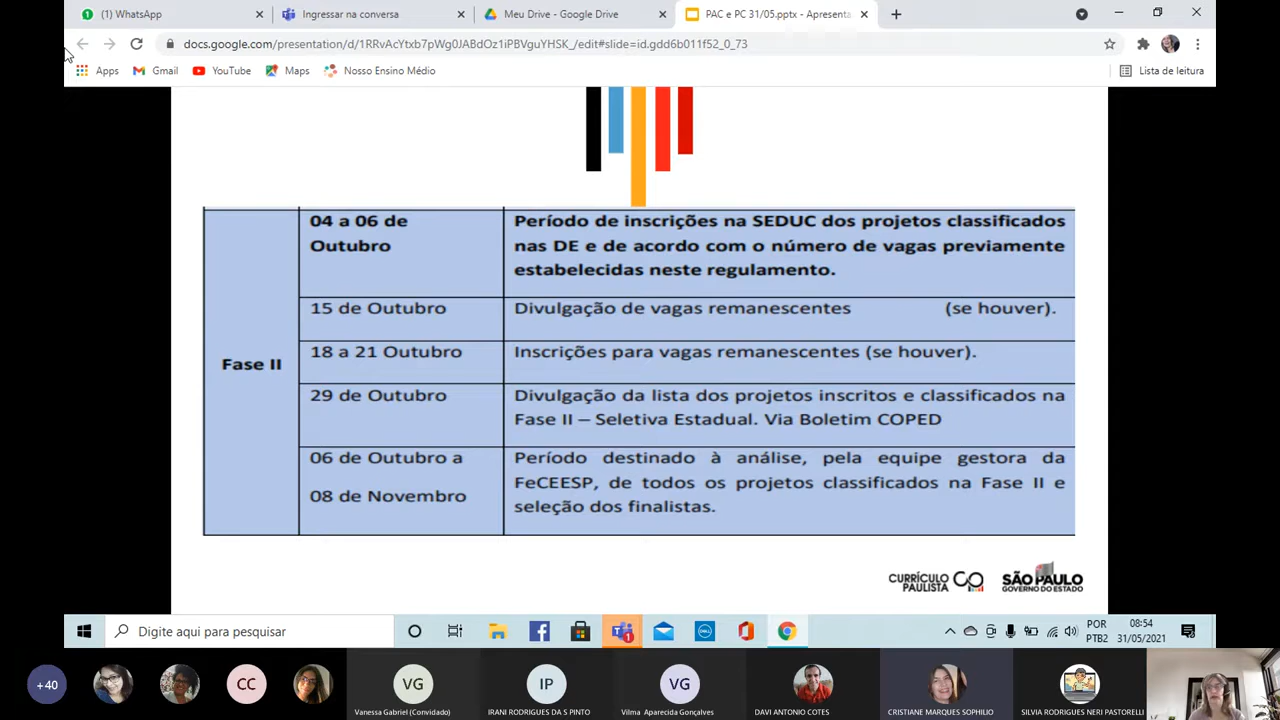 (1) WhatsApp
Ingressar na conversa
Meu Drive - Google Drive
PAC e PC 31/05.pptx - Apresenta
docs.google.com/presentation/d/1RRvAcYtxb7pWg0JABdOz1iPBVguYHSK_/edit#slide=id.gdd6b011f52_0_73
Apps
Gmail
YouTube
Maps
Nosso Ensino Médio
Lista de leitura
Fase II
04 a 06 de
Outubro
Período de inscrições na SEDUC dos projetos classificados
nas DE e de acordo com o número de vagas previamente
estabelecidas neste regulamento.
15 de Outubro
Divulgação de vagas remanescentes (se houver).
18 a 21 Outubro
Inscrições para vagas remanescentes (se houver).
29 de Outubro
Divulgação da lista dos projetos inscritos e classificados na
Fase II – Seletiva Estadual. Via Boletim COPED
06 de Outubro a
08 de Novembro
Período destinado à análise, pela equipe gestora da
FeCEESP, de todos os projetos classificados na Fase II e
seleção dos finalistas.
CURRÍCULO
PAULISTA
SÃO PAULO
GOVERNO DO ESTADO
Digite aqui para pesquisar
POR
PTB2
08:54
31/05/2021
+40
CC
VG
Vanessa Gabriel (Convidado)
IP
IRANI RODRIGUES DA S PINTO
VG
Vilma Aparecida Gonçalves
DAVI ANTONIO COTES
CRISTIANE MARQUES SOPHILIO
SILVIA RODRIGUES NERI PASTORELLI